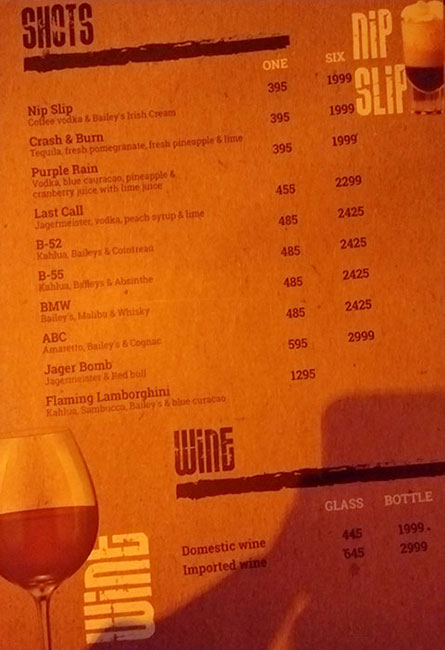 SHOTS
NIP SLIP
ONE SIX
Nip Slip 395 1999
Coffee vodka & Bailey's Irish Cream
Crash & Burn 395 1999
Tequila, fresh pomegranate, fresh pineapple & lime
Purple Rain 395 1999
Vodka, blue cauracao, pineapple &
cranberry juice with lime juice
Last Call 455 2299
Jagermeister, vodka, peach syrup & lime
B-52 485 2425
Kahlua, Baileys & Cointreau
B-55 485 2425
Kahlua, Baileys & Absinthe
BMW 485 2425
Bailey's, Malibu & Whisky
ABC 485 2425
Amaretto, Bailey's & Cognac
Jager Bomb 595 2999
Jagermeister & Red bull
Flaming Lamborghini 1295
Kahlua, Sambucca, Bailey's & blue curacao
WINE
GLASS BOTTLE
Domestic wine 445 1999
Imported wine 645 2999
WINE